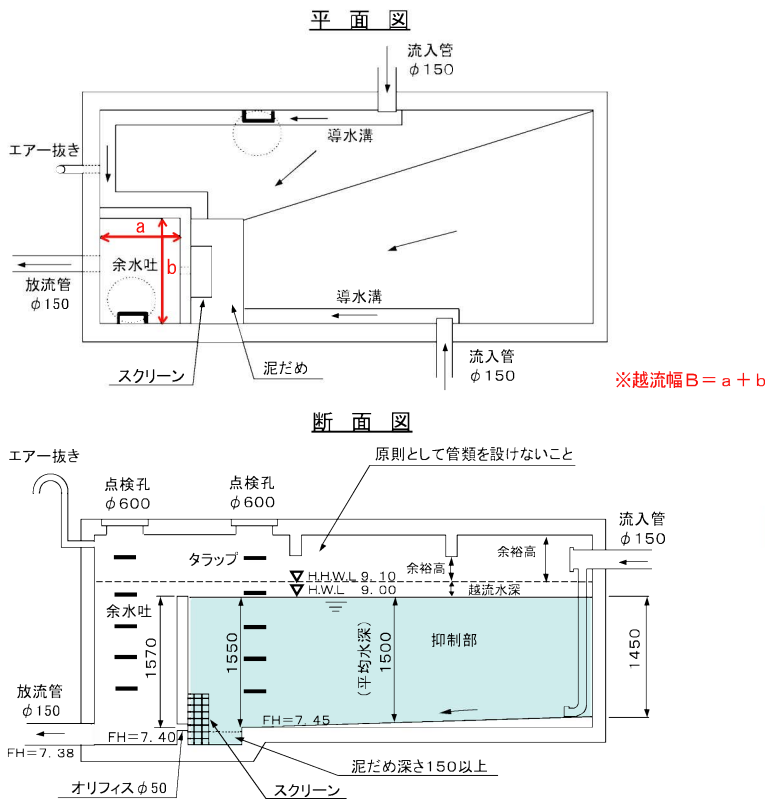 平面図
流入管
φ150
エアー抜き
導水溝
a
余水吐
b
放流管
φ150
導水溝
スクリーン
泥だめ
流入管
φ150
※越流幅B=a+b
断面図
エアー抜き
原則として管類を設けないこと
点検孔
φ600
点検孔
φ600
流入管
φ150
タラップ
余裕高
余裕高
H.H.W.L 9.10
H.W.L 9.00
越流水深
余水吐
1570
1550
(平均水深)
1500
抑制部
1450
放流管
φ150
FH=7.45
FH=7.40
FH=7.38
泥だめ深さ150以上
オリフィスφ50
スクリーン